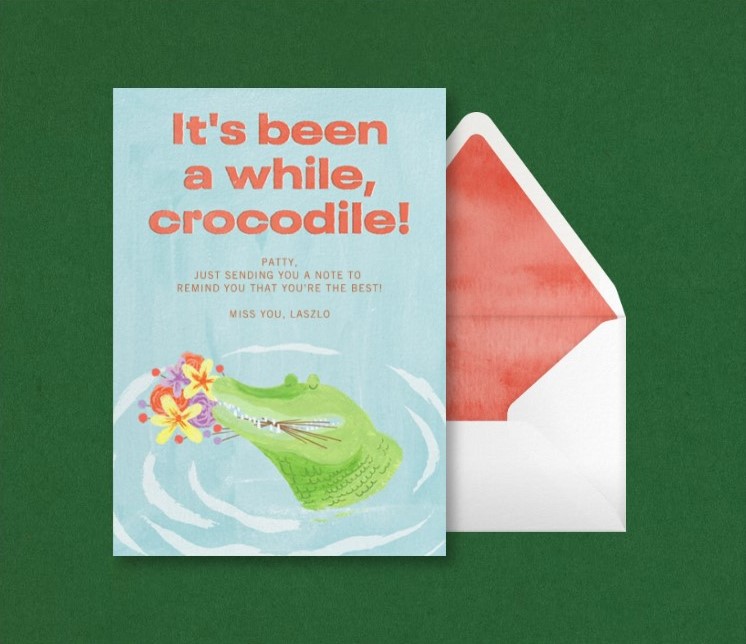 It's been
a while,
crocodile!
PATTY,
JUST SENDING YOU A NOTE TO
REMIND YOU THAT YOU'RE THE BEST!
MISS YOU, LASZLO